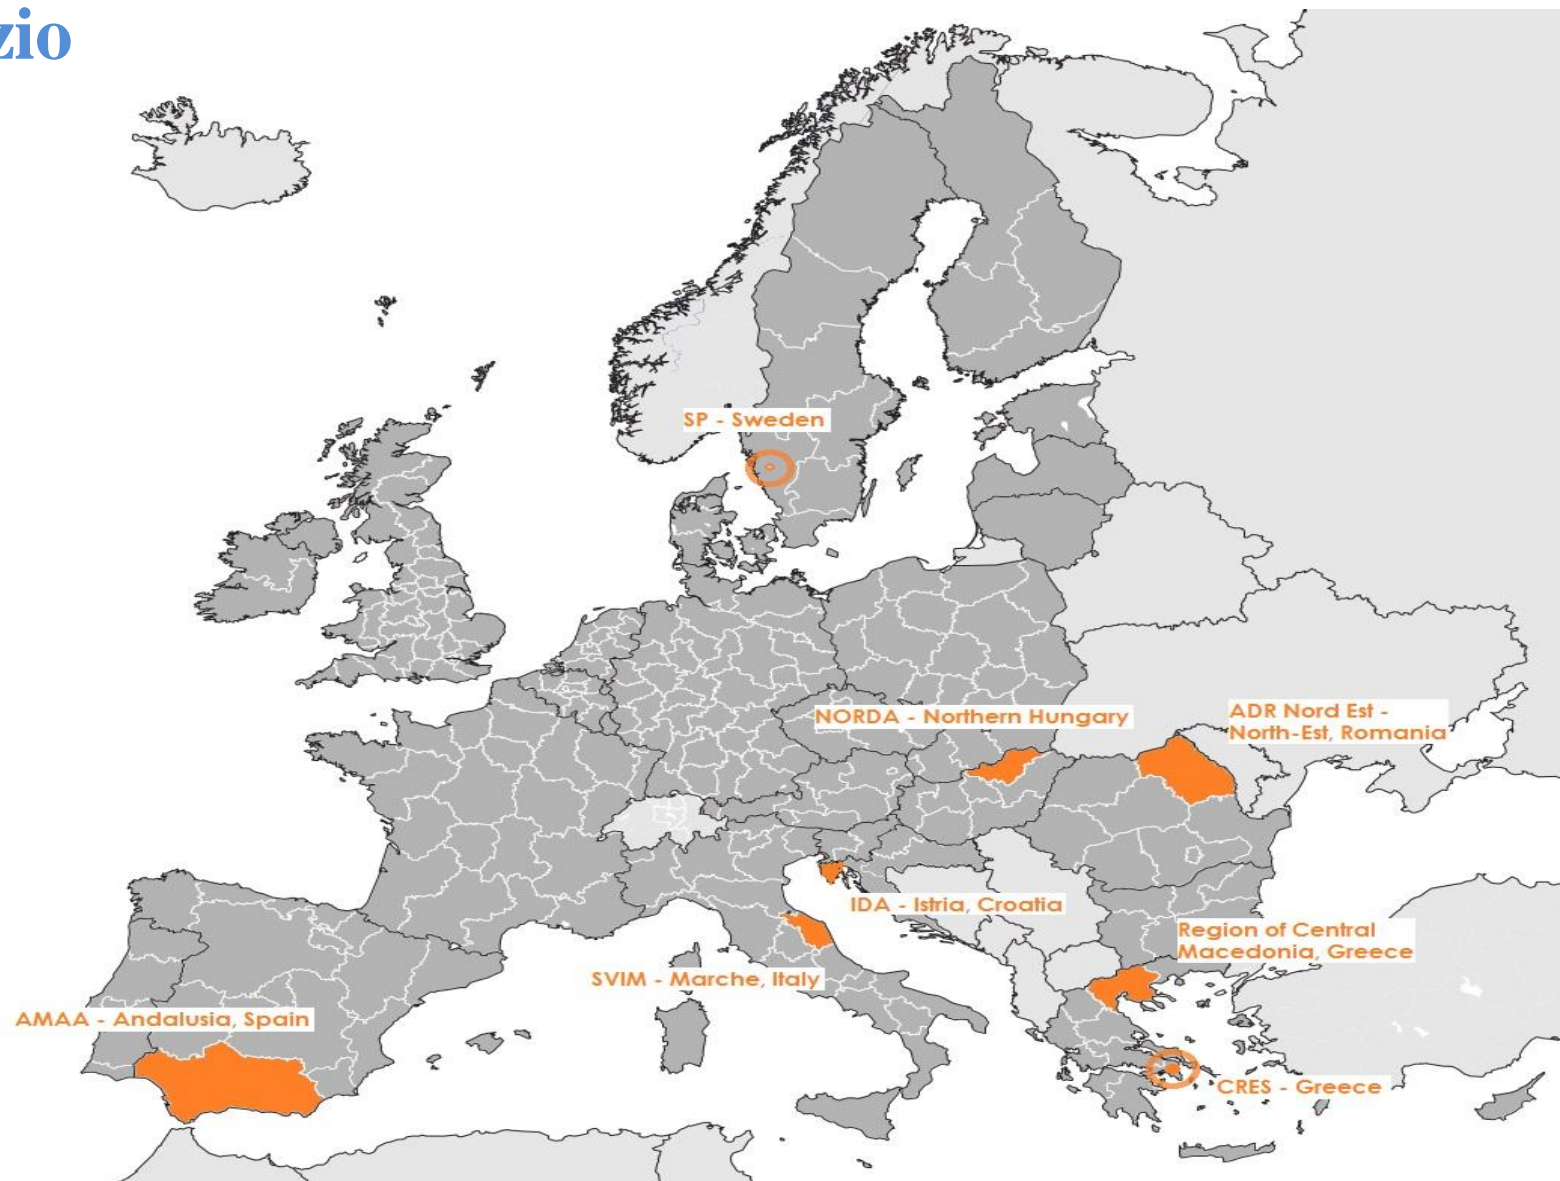 zio
SP - Sweden
NORDA - Northern Hungary
ADR Nord Est -
North-Est, Romania
IDA - Istria, Croatia
Region of Central
Macedonia, Greece
SVIM - Marche, Italy
AMAA - Andalusia, Spain
CRES - Greece